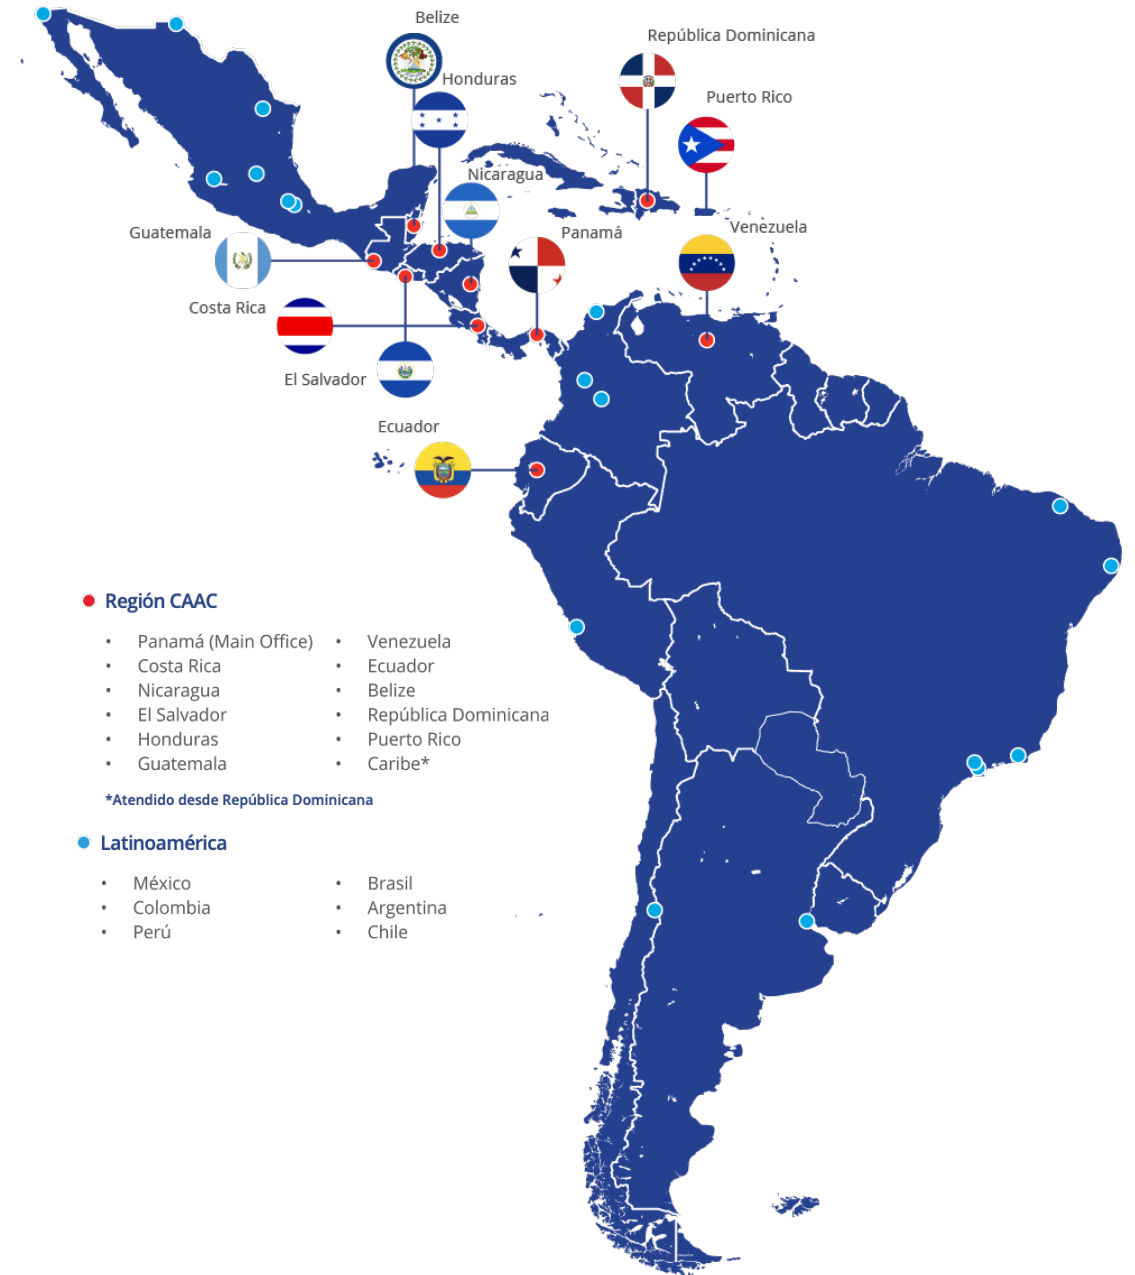 Belize
República Dominicana
Honduras
Puerto Rico
Nicaragua
Guatemala
Panamá
Venezuela
Costa Rica
El Salvador
Ecuador
Región CAAC
• Panamá (Main Office)
• Costa Rica
• Nicaragua
• El Salvador
• Honduras
• Guatemala
• Venezuela
• Ecuador
• Belize
• República Dominicana
• Puerto Rico
• Caribe*
*Atendido desde República Dominicana
Latinoamérica
• México
• Colombia
• Perú
• Brasil
• Argentina
• Chile